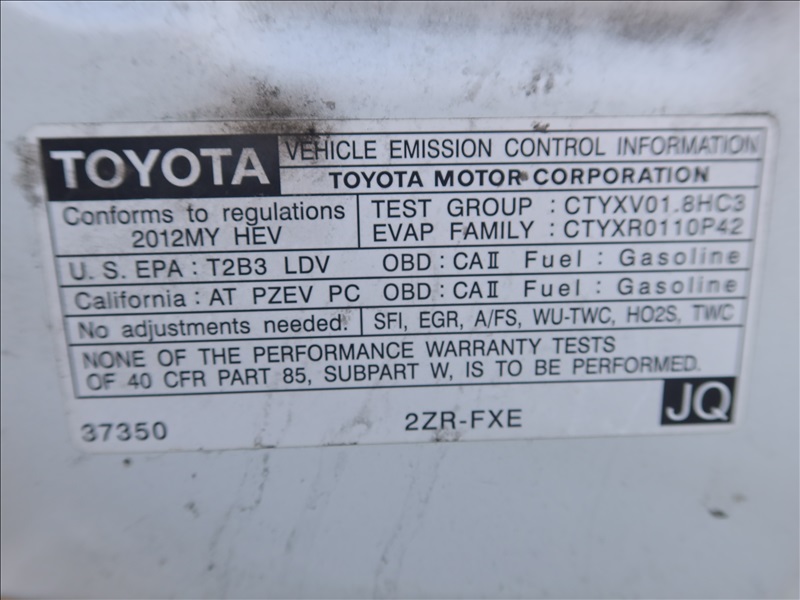 TOYOTA VEHICLE EMISSION CONTROL INFORMATION
TOYOTA MOTOR CORPORATION
Conforms to regulations
2012MY HEV
TEST GROUP : CTYXV01.8HC3
EVAP FAMILY : CTYXR0110P42
U. S. EPA : T2B3 LDV OBD : CAⅡ Fuel : Gasoline
California : AT PZEV PC OBD : CAⅡ Fuel : Gasoline
No adjustments needed. SFI, EGR, A/FS, WU-TWC, HO2S, TWC
NONE OF THE PERFORMANCE WARRANTY TESTS
OF 40 CFR PART 85, SUBPART W, IS TO BE PERFORMED.
37350 2ZR-FXE JQ